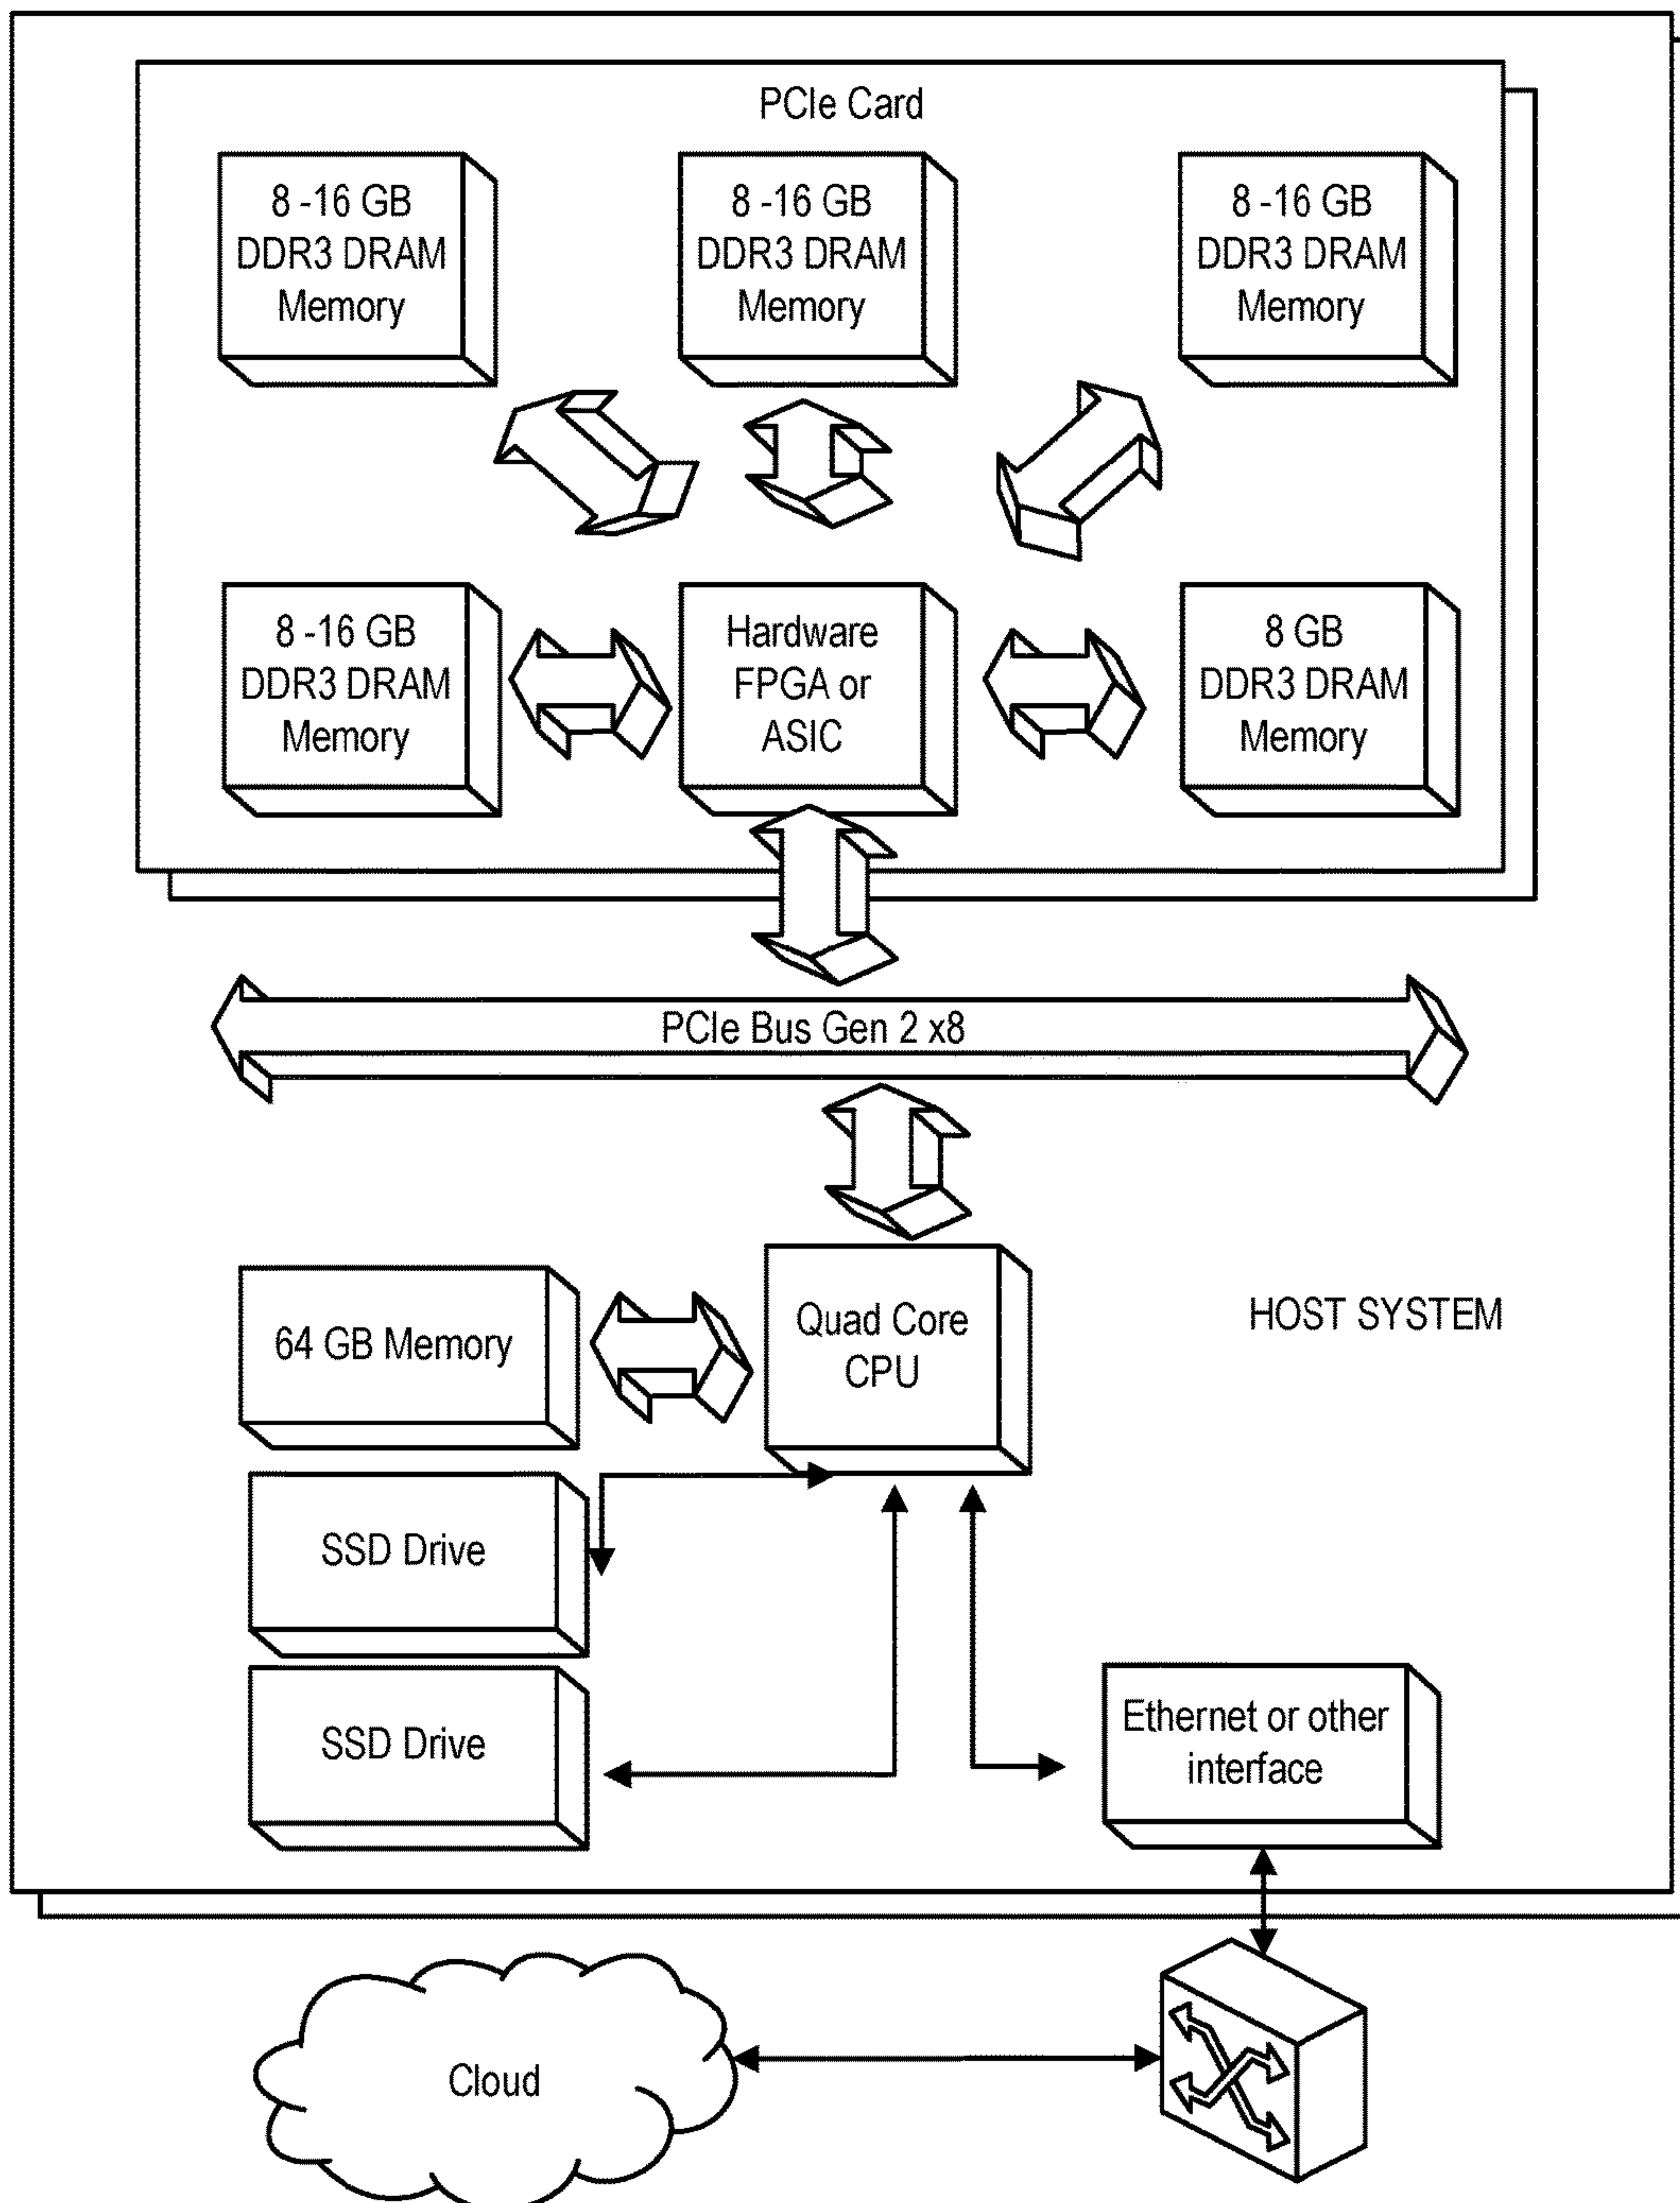 PCIe Card
8 -16 GB
DDR3 DRAM
Memory
8 -16 GB
DDR3 DRAM
Memory
8 -16 GB
DDR3 DRAM
Memory
8 -16 GB
DDR3 DRAM
Memory
Hardware
FPGA or
ASIC
8 GB
DDR3 DRAM
Memory
PCIe Bus Gen 2 x8
64 GB Memory
Quad Core
CPU
HOST SYSTEM
SSD Drive
SSD Drive
Ethernet or other
interface
Cloud